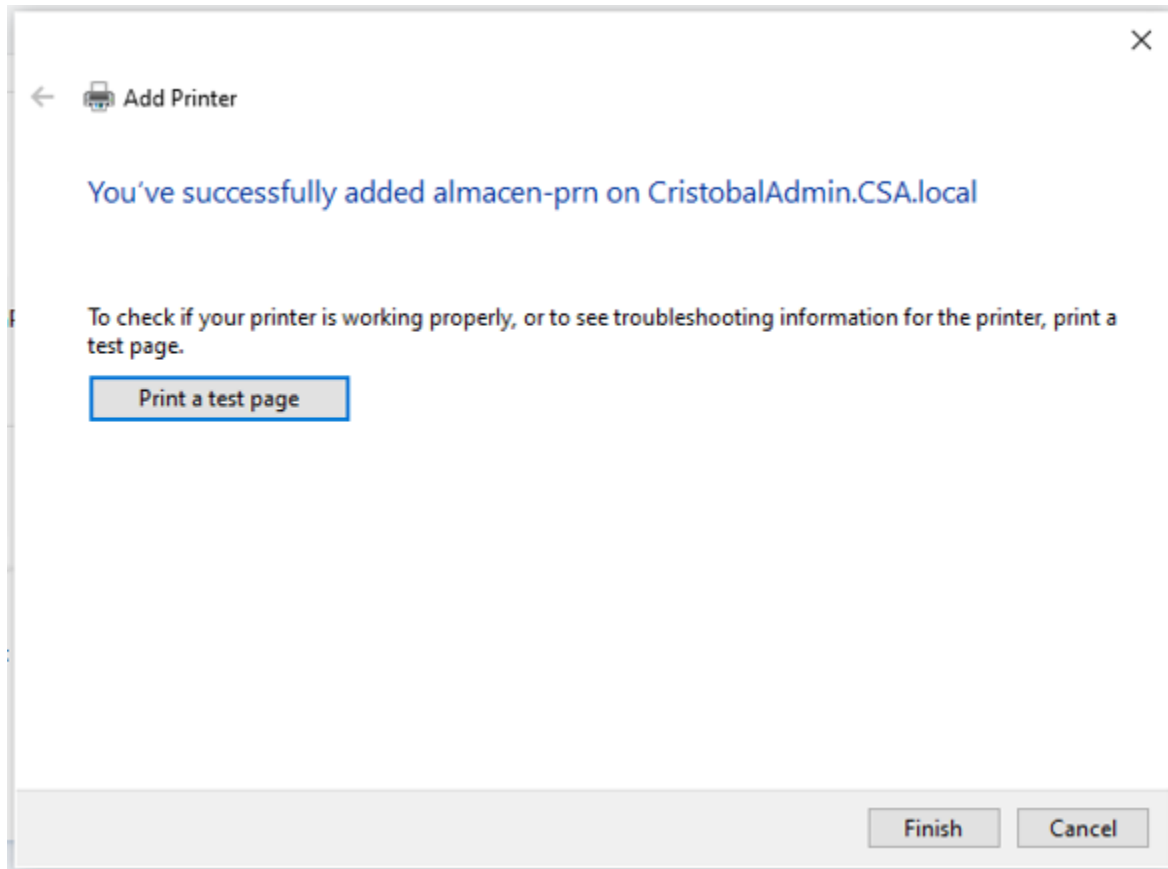 Add Printer
You've successfully added almacen-prn on CristobalAdmin.CSA.local
To check if your printer is working properly, or to see troubleshooting information for the printer, print a
test page.
Print a test page
Finish
Cancel